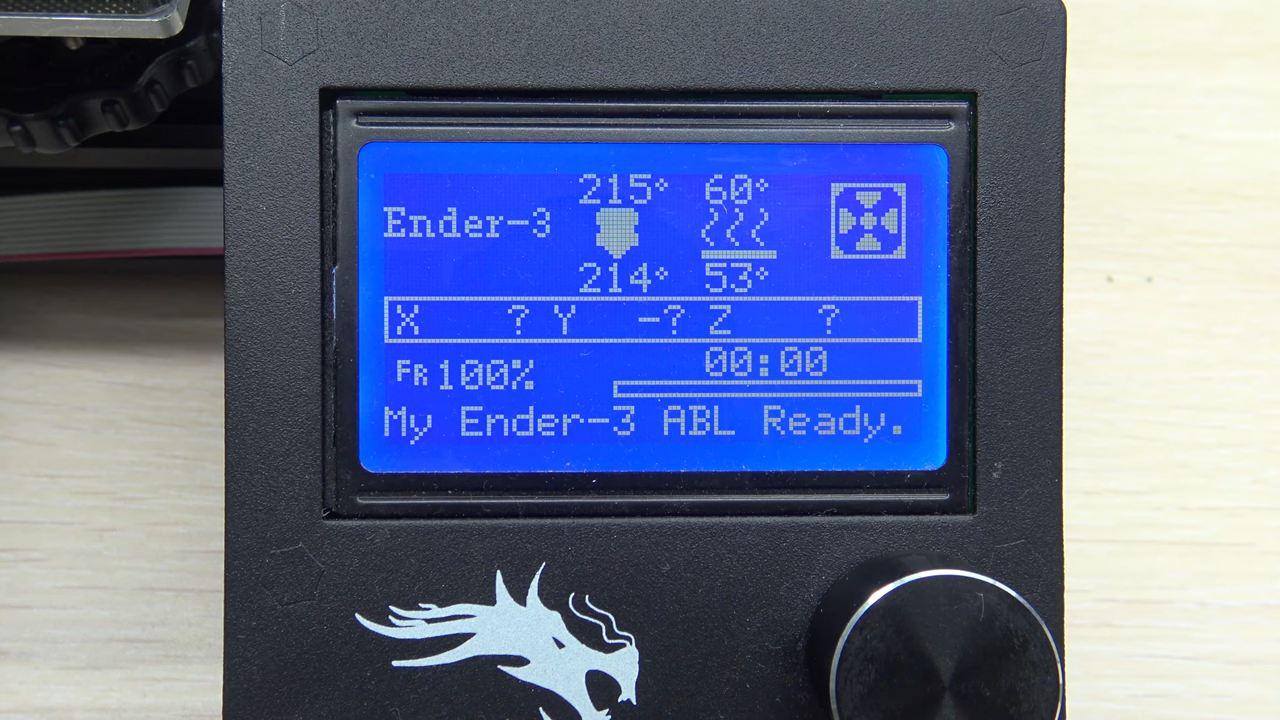 215° 60°
Ender-3
214° 53°
X ? Y -? Z ?
FR 100% 00:00
My Ender-3 ABL Ready.